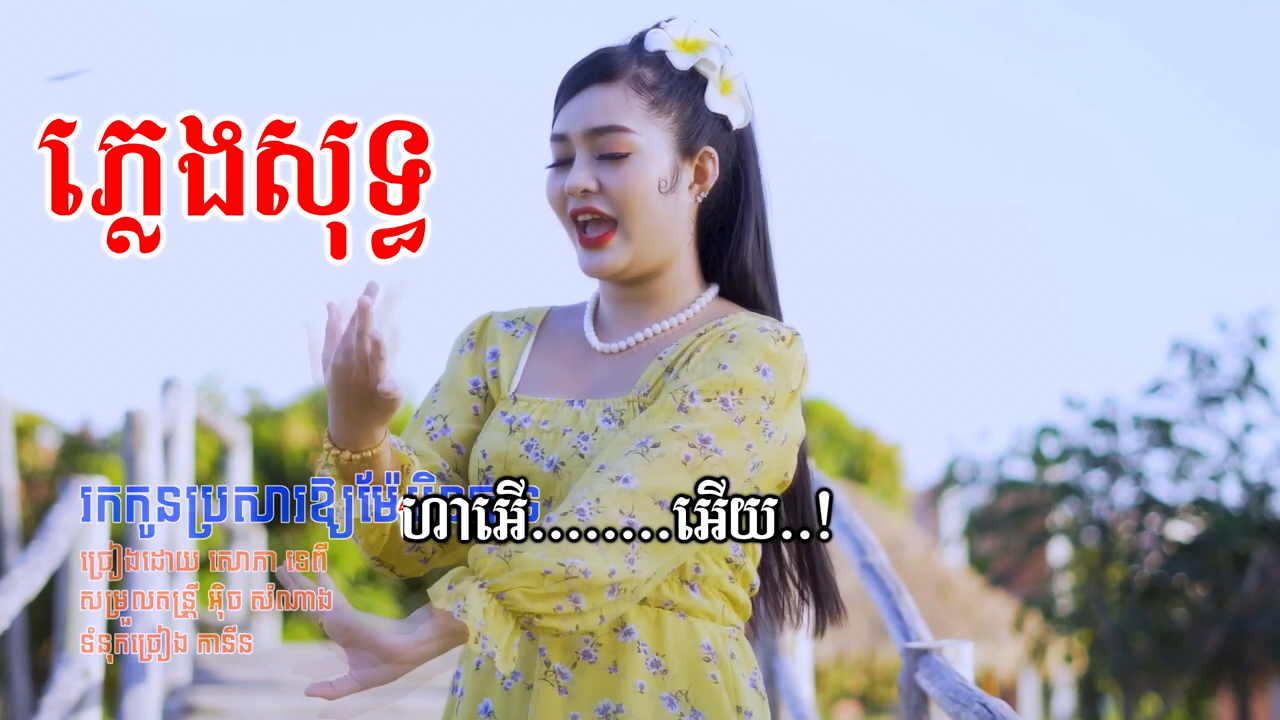 ភ្លេងសុទ្ធ
រកកូនប្រសារឱ្យម៉ែ
ហាអើ........អើយ..!
ច្រៀងដោយ សោភា ទេពី
សម្រួលតន្ត្រី អ៊ិច សំណាង
ទំនុកច្រៀង កានីន